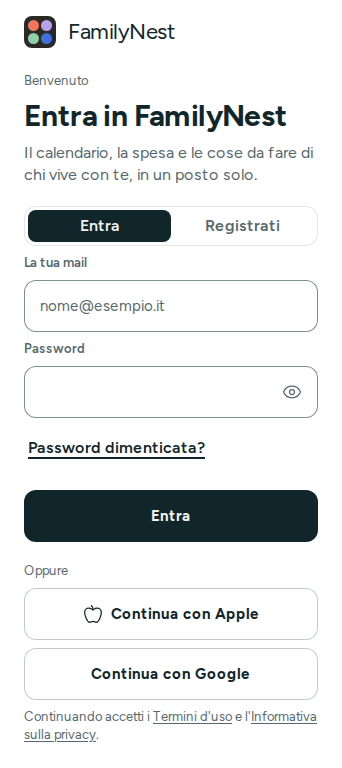 FamilyNest
Benvenuto
Entra in FamilyNest
Il calendario, la spesa e le cose da fare di
chi vive con te, in un posto solo.
Entra
Registrati
La tua mail
nome@esempio.it
Password
Password dimenticata?
Entra
Oppure
Continua con Apple
Continua con Google
Continuando accetti i Termini d'uso e l'Informativa
sulla privacy.